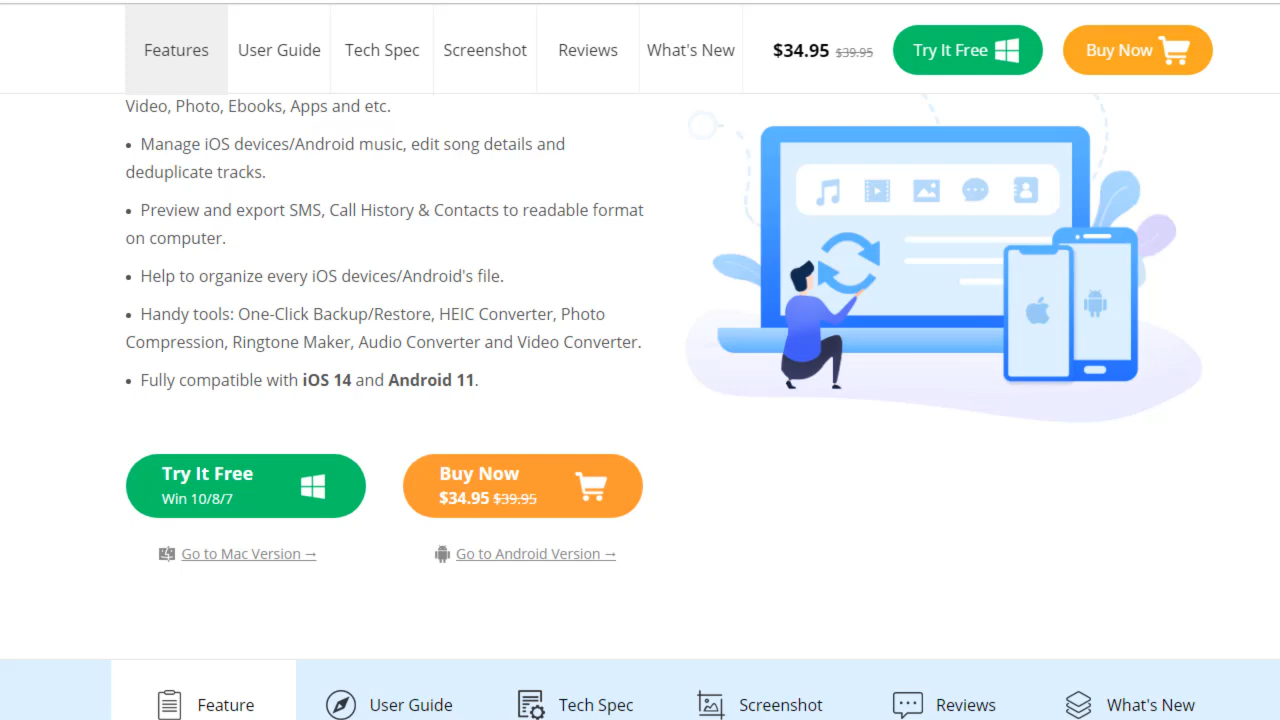 Features User Guide Tech Spec Screenshot Reviews What's New $34.95 $39.95 Try It Free Buy Now
Video, Photo, Ebooks, Apps and etc.
• Manage iOS devices/Android music, edit song details and
deduplicate tracks.
• Preview and export SMS, Call History & Contacts to readable format
on computer.
• Help to organize every iOS devices/Android's file.
• Handy tools: One-Click Backup/Restore, HEIC Converter, Photo
Compression, Ringtone Maker, Audio Converter and Video Converter.
• Fully compatible with iOS 14 and Android 11.
Try It Free
Win 10/8/7
Buy Now
$34.95 $39.95
Go to Mac Version →
Go to Android Version →
Feature User Guide Tech Spec Screenshot Reviews What's New